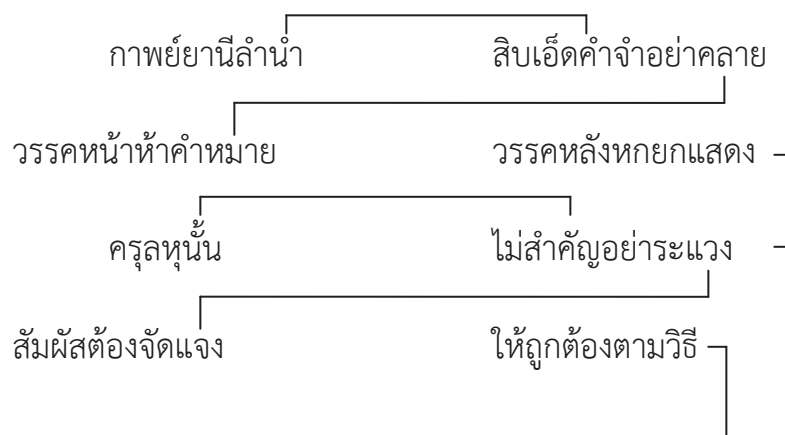 กาพย์ยานีลำนำ สิบเอ็ดคำจำอย่าคลาย
วรรคหน้าห้าคำหมาย วรรคหลังหกยกแสดง
ครุลหุนั้น ไม่สำคัญอย่าระแวง
สัมผัสต้องจัดแจง ให้ถูกต้องตามวิธี